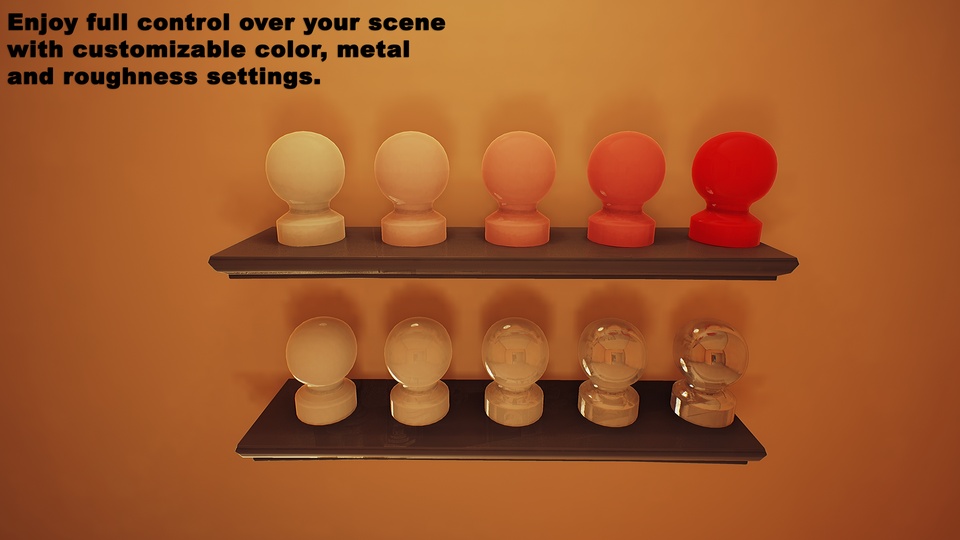 Enjoy full control over your scene
with customizable color, metal
and roughness settings.